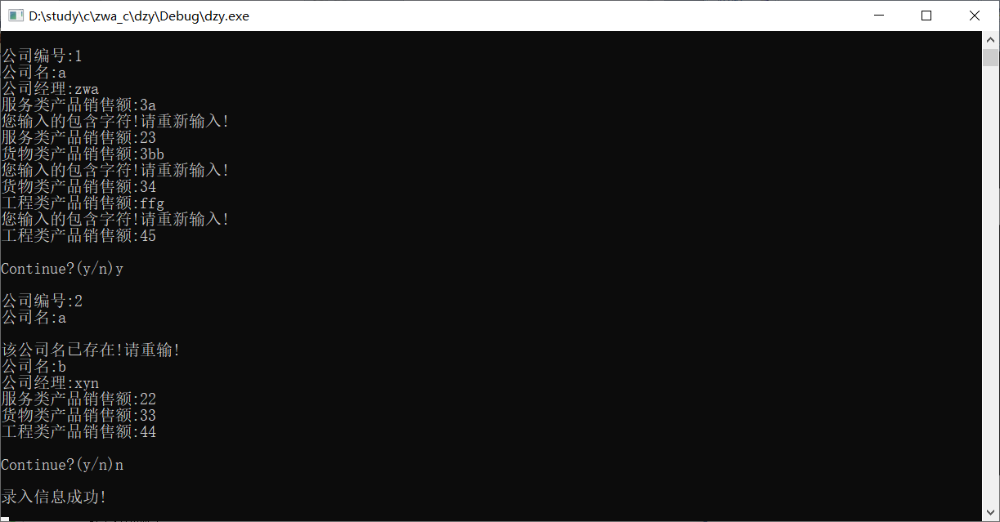 D:\study\c\zwa_c\dzy\Debug\dzy.exe
公司编号:1
公司名:a
公司经理:zwa
服务类产品销售额:3a
您输入的包含字符!请重新输入!
服务类产品销售额:23
货物类产品销售额:3bb
您输入的包含字符!请重新输入!
货物类产品销售额:34
工程类产品销售额:ffg
您输入的包含字符!请重新输入!
工程类产品销售额:45
Continue?(y/n)y
公司编号:2
公司名:a
该公司名已存在!请重输!
公司名:b
公司经理:xyn
服务类产品销售额:22
货物类产品销售额:33
工程类产品销售额:44
Continue?(y/n)n
录入信息成功!